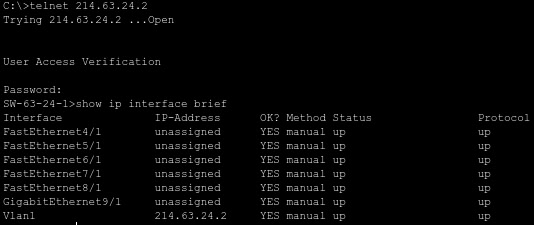 C:\>telnet 214.63.24.2
Trying 214.63.24.2 ...Open
User Access Verification
Password:
SW-63-24-1>show ip interface brief
Interface IP-Address OK? Method Status Protocol
FastEthernet4/1 unassigned YES manual up up
FastEthernet5/1 unassigned YES manual up up
FastEthernet6/1 unassigned YES manual up up
FastEthernet7/1 unassigned YES manual up up
FastEthernet8/1 unassigned YES manual up up
GigabitEthernet9/1 unassigned YES manual up up
Vlan1 214.63.24.2 YES manual up up